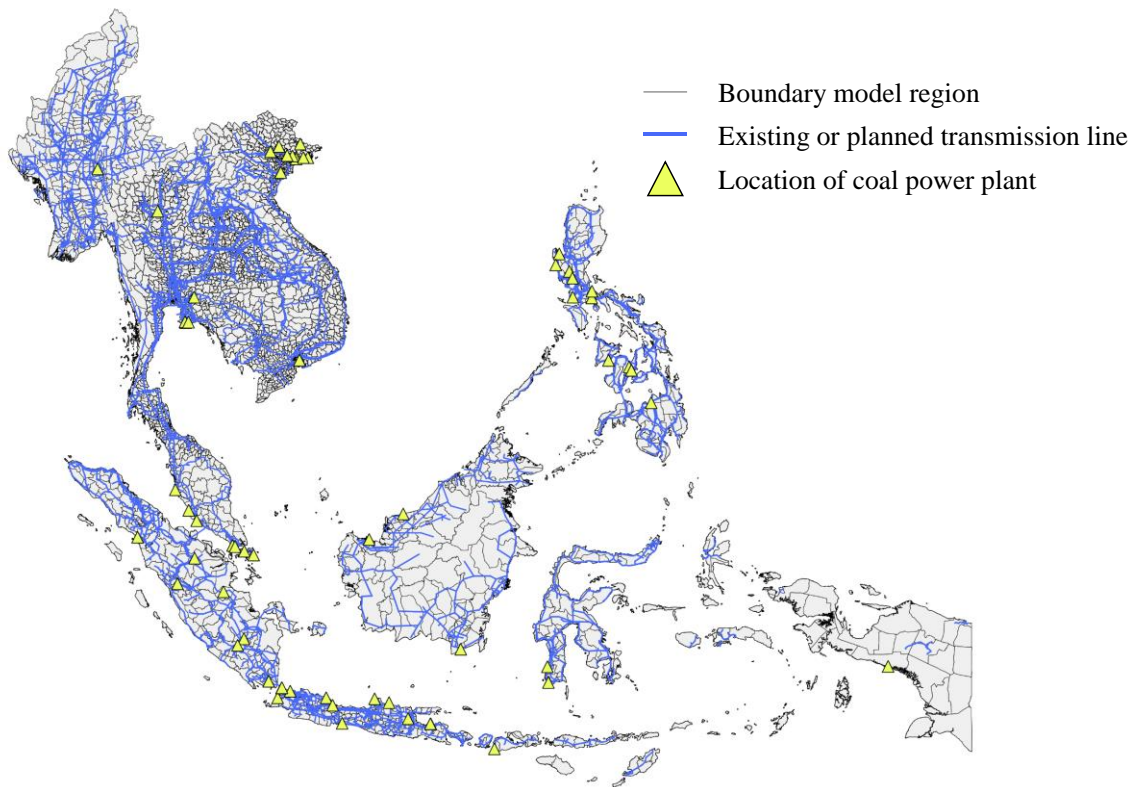 Boundary model region
Existing or planned transmission line
Location of coal power plant